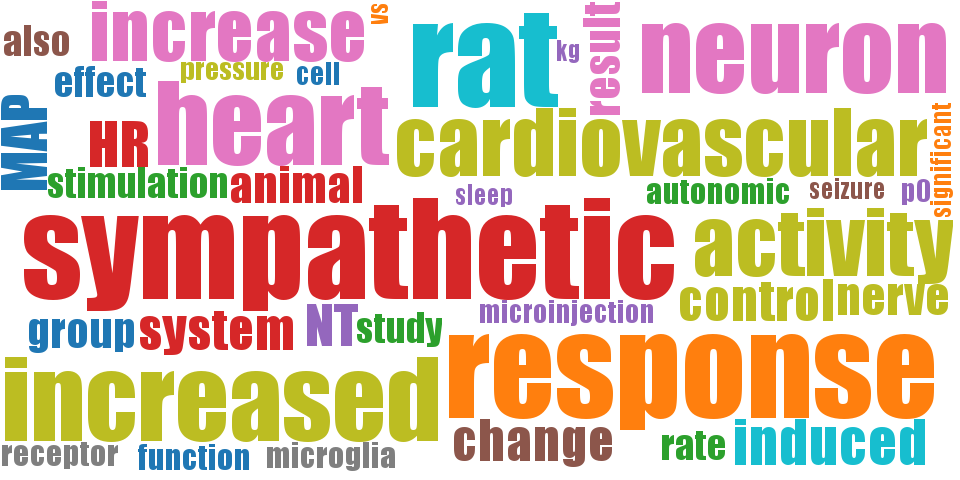 also
increase
vs
rat
kg
result
neuron
effect
pressure
cell
MAP
HR
heart
cardiovascular
significant
stimulation
animal
sleep
autonomic
seizure
p0
sympathetic
activity
control
nerve
group
system
NT
study
microinjection
increased
response
receptor
function
microglia
change
rate
induced